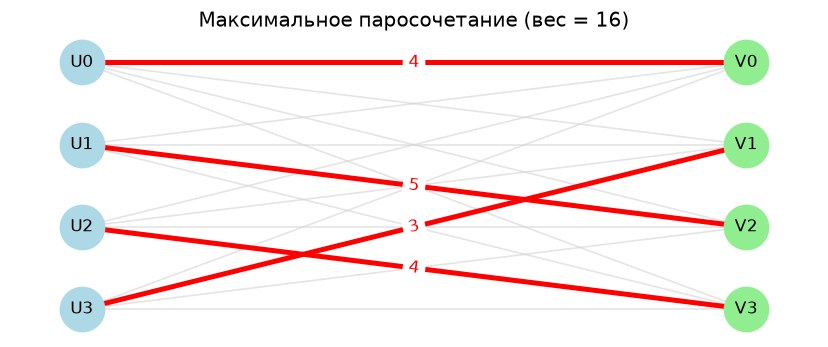 Максимальное паросочетание (вес = 16)
U0 4 V0
U1 V1
5
U2 3 V2
4
U3 V3